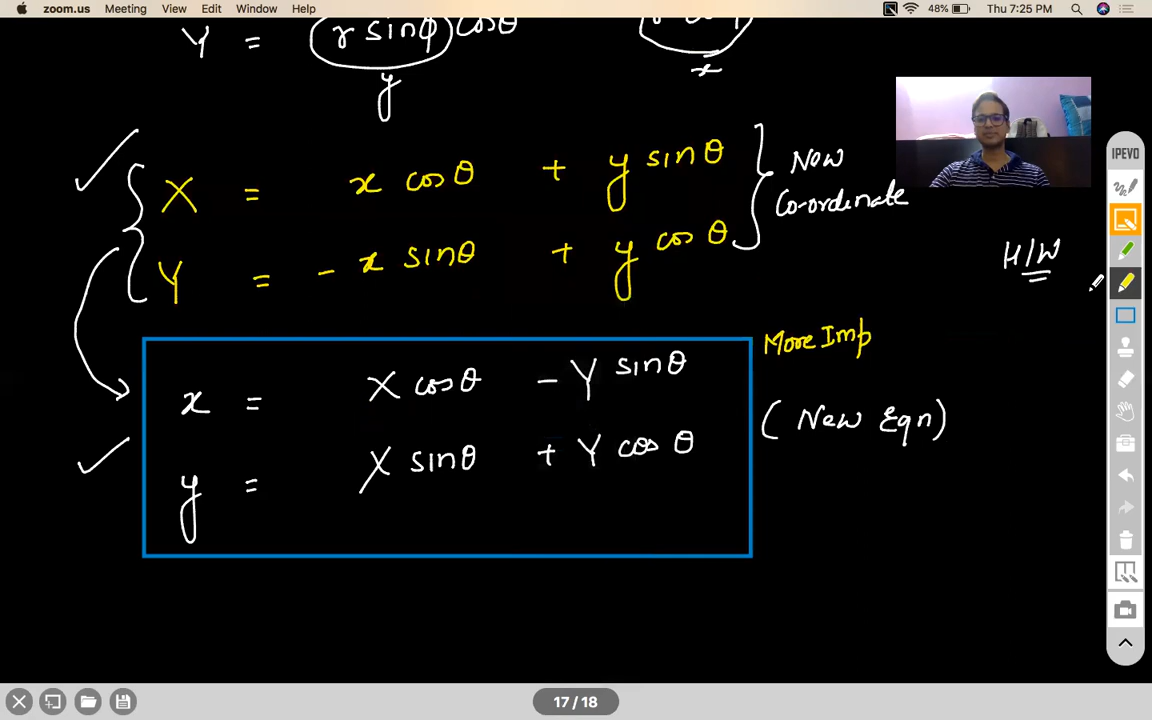 zoom.us Meeting View Edit Window Help 48% Thu 7:25 PM
Y = (r sinφ) cosθ
y
x
X = x cosθ + y sinθ
Y = - x sinθ + y cosθ
New
Co-ordinate
H/W
IPEVO
More Imp
x = X cosθ - Y sinθ
y = X sinθ + Y cosθ
(New Eqn)
17/18